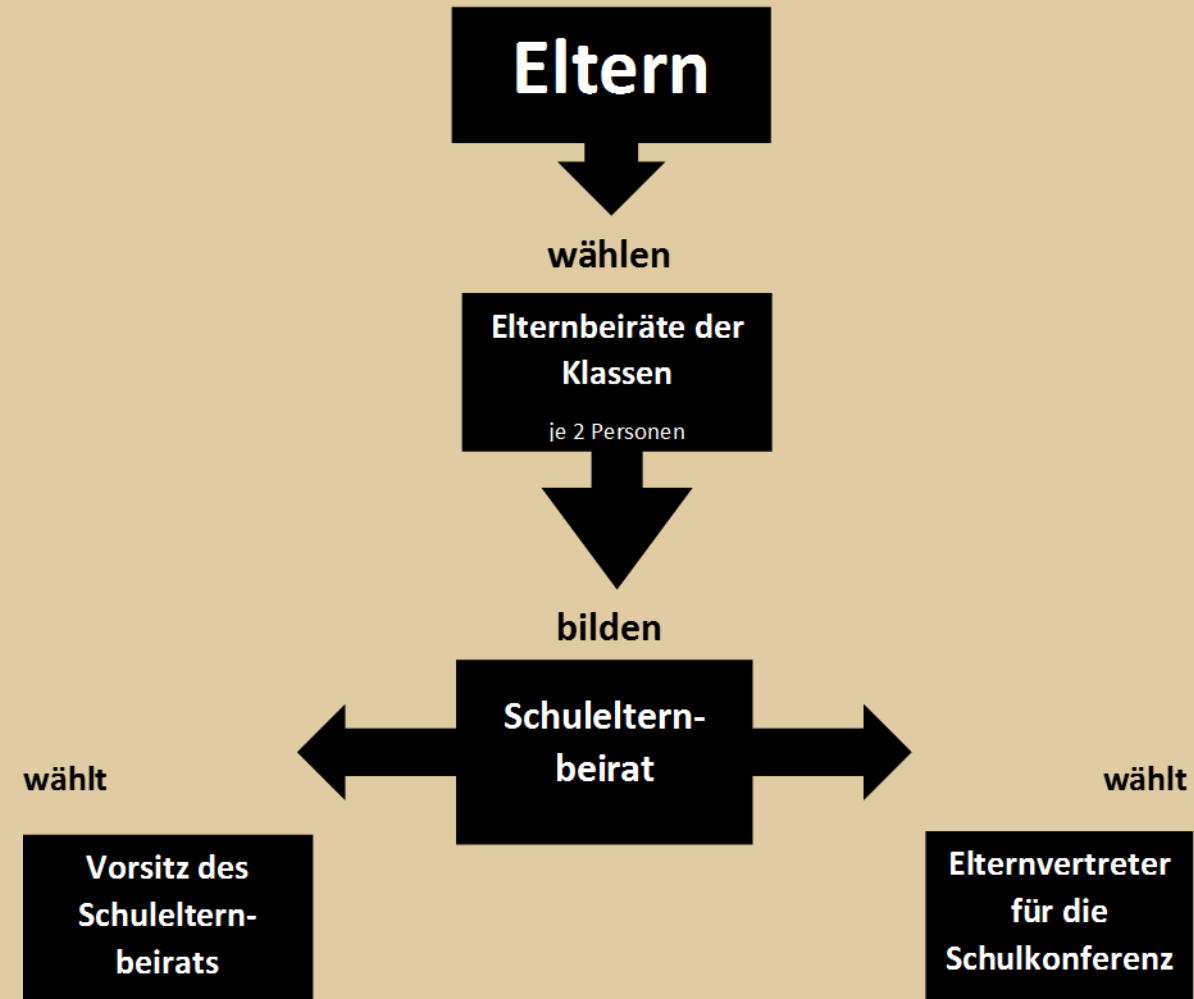 Eltern
wählen
Elternbeiräte der
Klassen
je 2 Personen
bilden
Schuleltern-
beirat
wählt
Vorsitz des
Schuleltern-
beirats
wählt
Elternvertreter
für die
Schulkonferenz